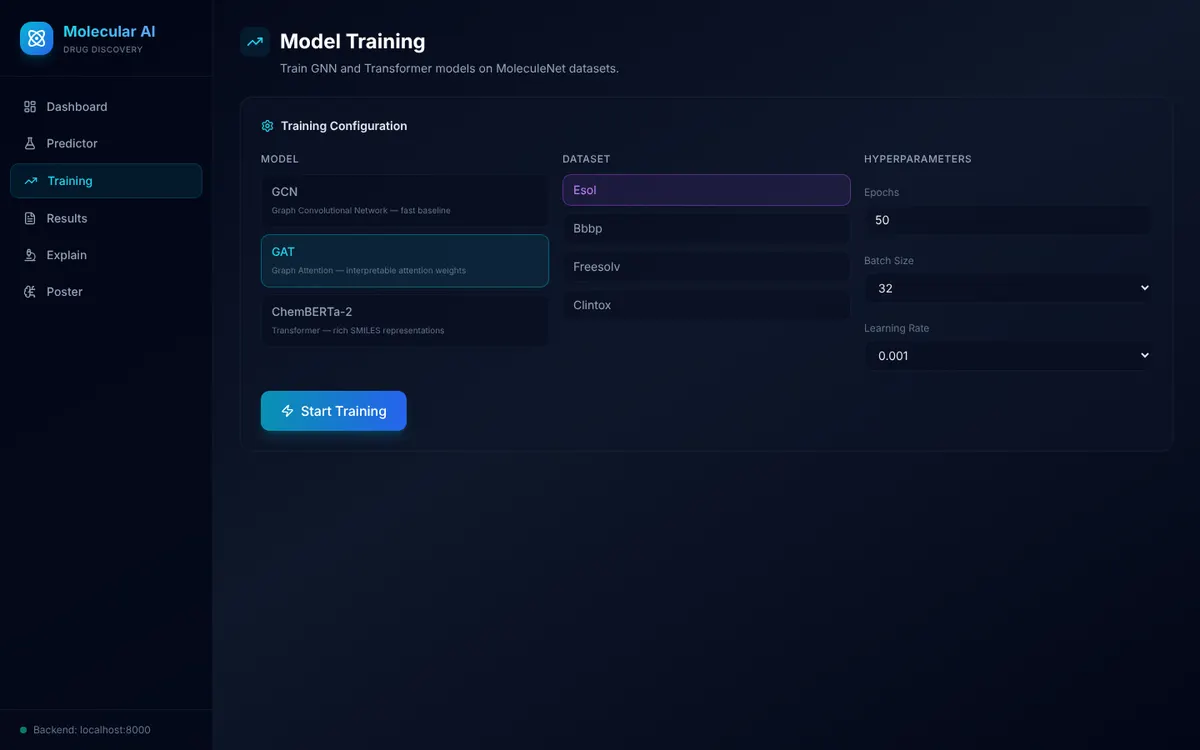 Molecular AI
DRUG DISCOVERY
Dashboard
Predictor
Training
Results
Explain
Poster
Backend: localhost:8000
Model Training
Train GNN and Transformer models on MoleculeNet datasets.
Training Configuration
MODEL
GCN
Graph Convolutional Network — fast baseline
GAT
Graph Attention — interpretable attention weights
ChemBERTa-2
Transformer — rich SMILES representations
DATASET
Esol
Bbbp
Freesolv
Clintox
HYPERPARAMETERS
Epochs
50
Batch Size
32
Learning Rate
0.001
Start Training